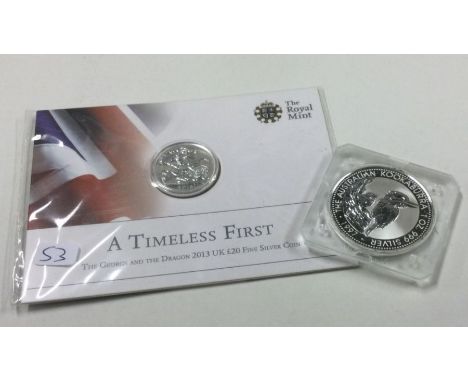 The
Royal
Mint
A TIMELESS FIRST
THE GEORGE AND THE DRAGON 2013 UK £20 FINE SILVER COIN
53
THE AUSTRALIAN KOOKABURRA 1 OZ 999 SILVER